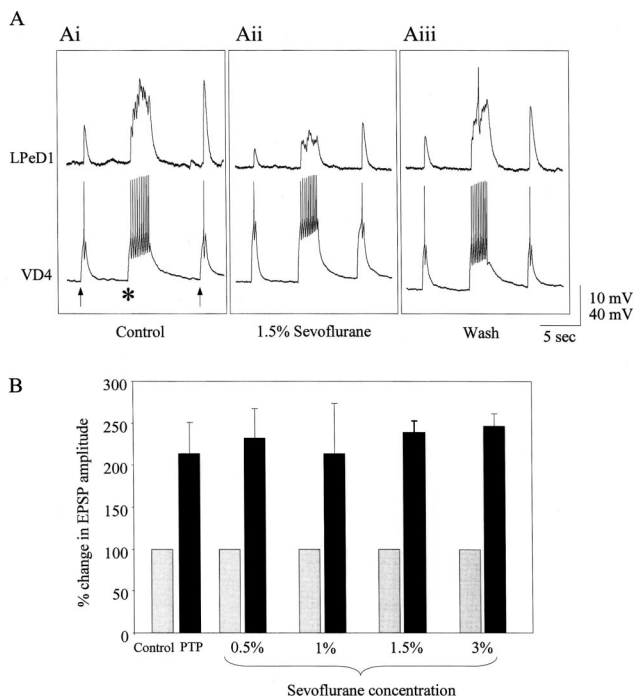 A
Ai
Aii
Aiii
LPeD1
VD4
*
Control
1.5% Sevoflurane
Wash
10 mV
40 mV
5 sec
B
% change in EPSP amplitude
300
250
200
150
100
50
0
Control PTP
0.5%
1%
1.5%
3%
Sevoflurane concentration